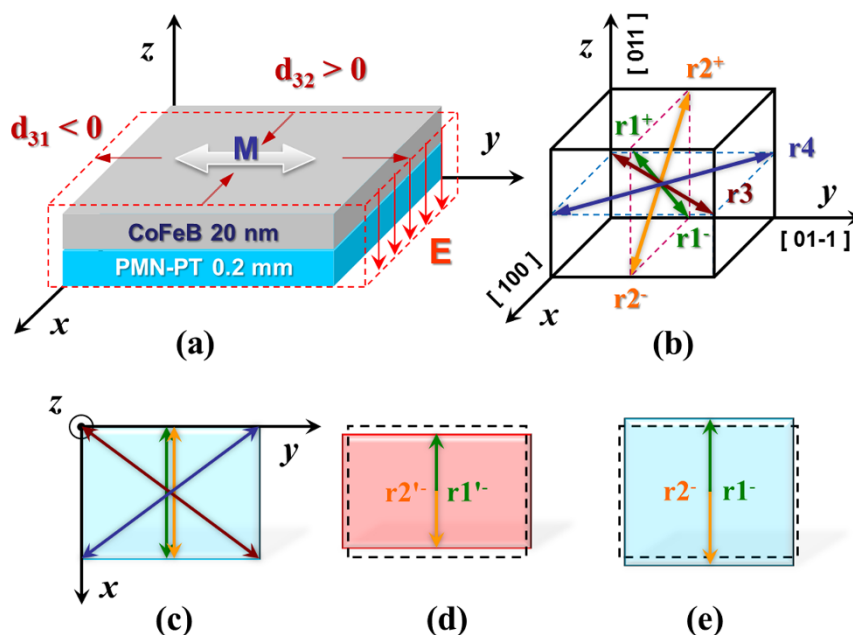 z
d32 > 0
d31 < 0
M
y
CoFeB 20 nm
PMN-PT 0.2 mm
E
x
(a)
z
[ 011 ]
r2+
r1+
r4
r3
y
r1-
[ 01-1 ]
[ 100 ]
r2-
x
(b)
z
y
x
(c)
r2'- r1'-
(d)
r2- r1-
(e)